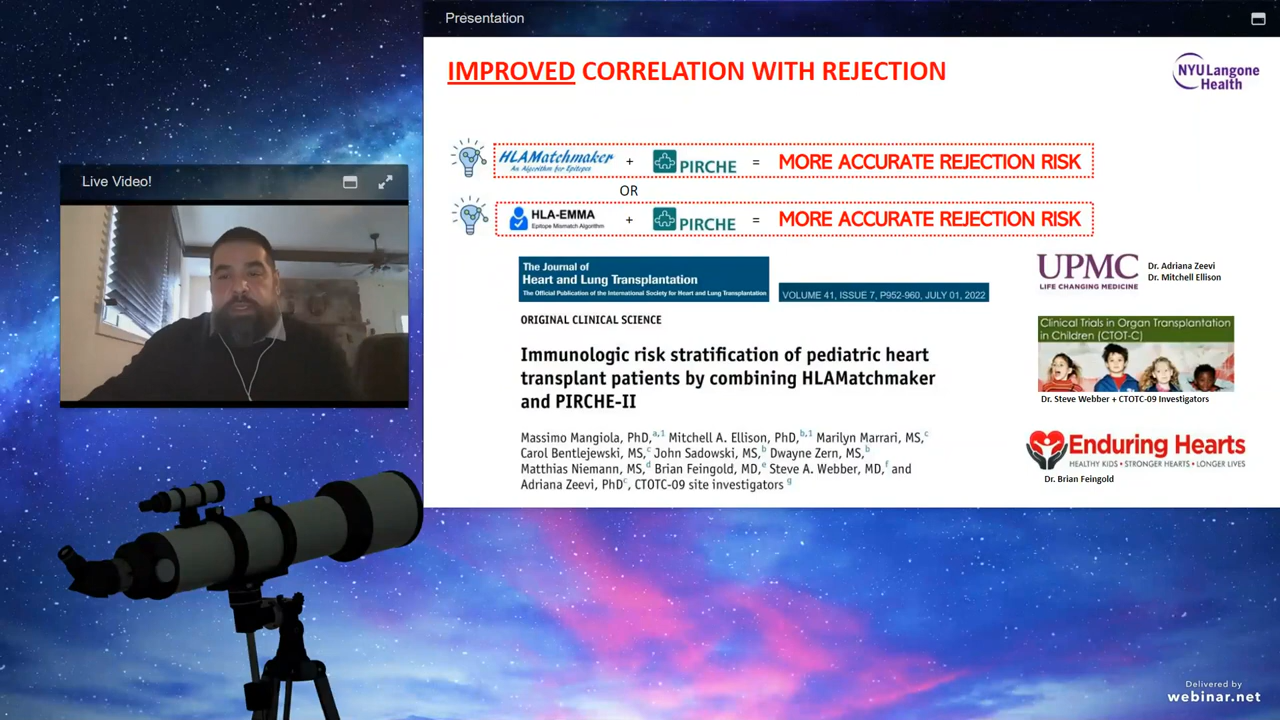 Presentation
IMPROVED CORRELATION WITH REJECTION
NYU Langone
Health
HLAMatchmaker
An Algorithm for Epitopes
+
PIRCHE
=
MORE ACCURATE REJECTION RISK
OR
HLA-EMMA
Epitope Mismatch Algorithm
+
PIRCHE
=
MORE ACCURATE REJECTION RISK
Live Video!
The Journal of
Heart and Lung Transplantation
The Official Publication of the International Society for Heart and Lung Transplantation
VOLUME 41, ISSUE 7, P952-960, JULY 01, 2022
ORIGINAL CLINICAL SCIENCE
Immunologic risk stratification of pediatric heart
transplant patients by combining HLAMatchmaker
and PIRCHE-II
Massimo Mangiola, PhD,a,1 Mitchell A. Ellison, PhD,b,1 Marilyn Marrari, MS,c
Carol Bentlejewski, MS,c John Sadowski, MS,b Dwayne Zern, MS,b
Matthias Niemann, MS,d Brian Feingold, MD,e Steve A. Webber, MD,f and
Adriana Zeevi, PhDc, CTOTC-09 site investigators g
UPMC
LIFE CHANGING MEDICINE
Dr. Adriana Zeevi
Dr. Mitchell Ellison
Clinical Trials in Organ Transplantation
in Children (CTOT-C)
Dr. Steve Webber + CTOTC-09 Investigators
Enduring Hearts
HEALTHY KIDS • STRONGER HEARTS • LONGER LIVES
Dr. Brian Feingold
Delivered by
webinar.net